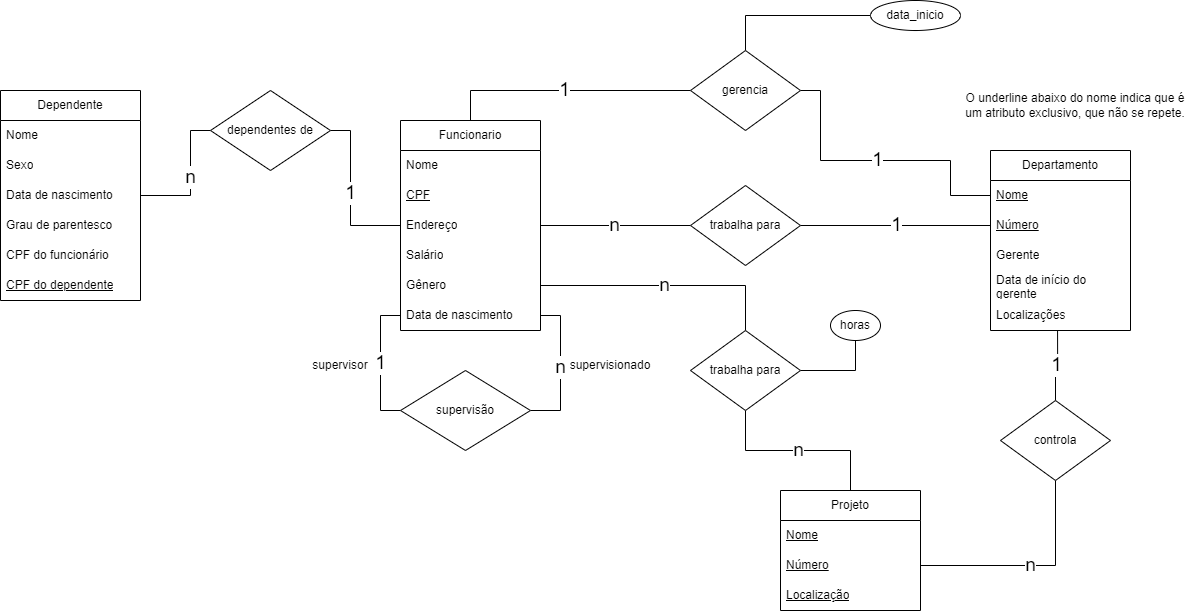 data_inicio
gerencia
1
1
O underline abaixo do nome indica que é
um atributo exclusivo, que não se repete.
Dependente
Nome
Sexo
Data de nascimento
Grau de parentesco
CPF do funcionário
CPF do dependente
n
dependentes de
1
Funcionario
Nome
CPF
Endereço
Salário
Gênero
Data de nascimento
n
trabalha para
1
Departamento
Nome
Número
Gerente
Data de início do
gerente
Localizações
n
horas
trabalha para
n
supervisor
1
n
supervisionado
supervisão
1
controla
n
Projeto
Nome
Número
Localização